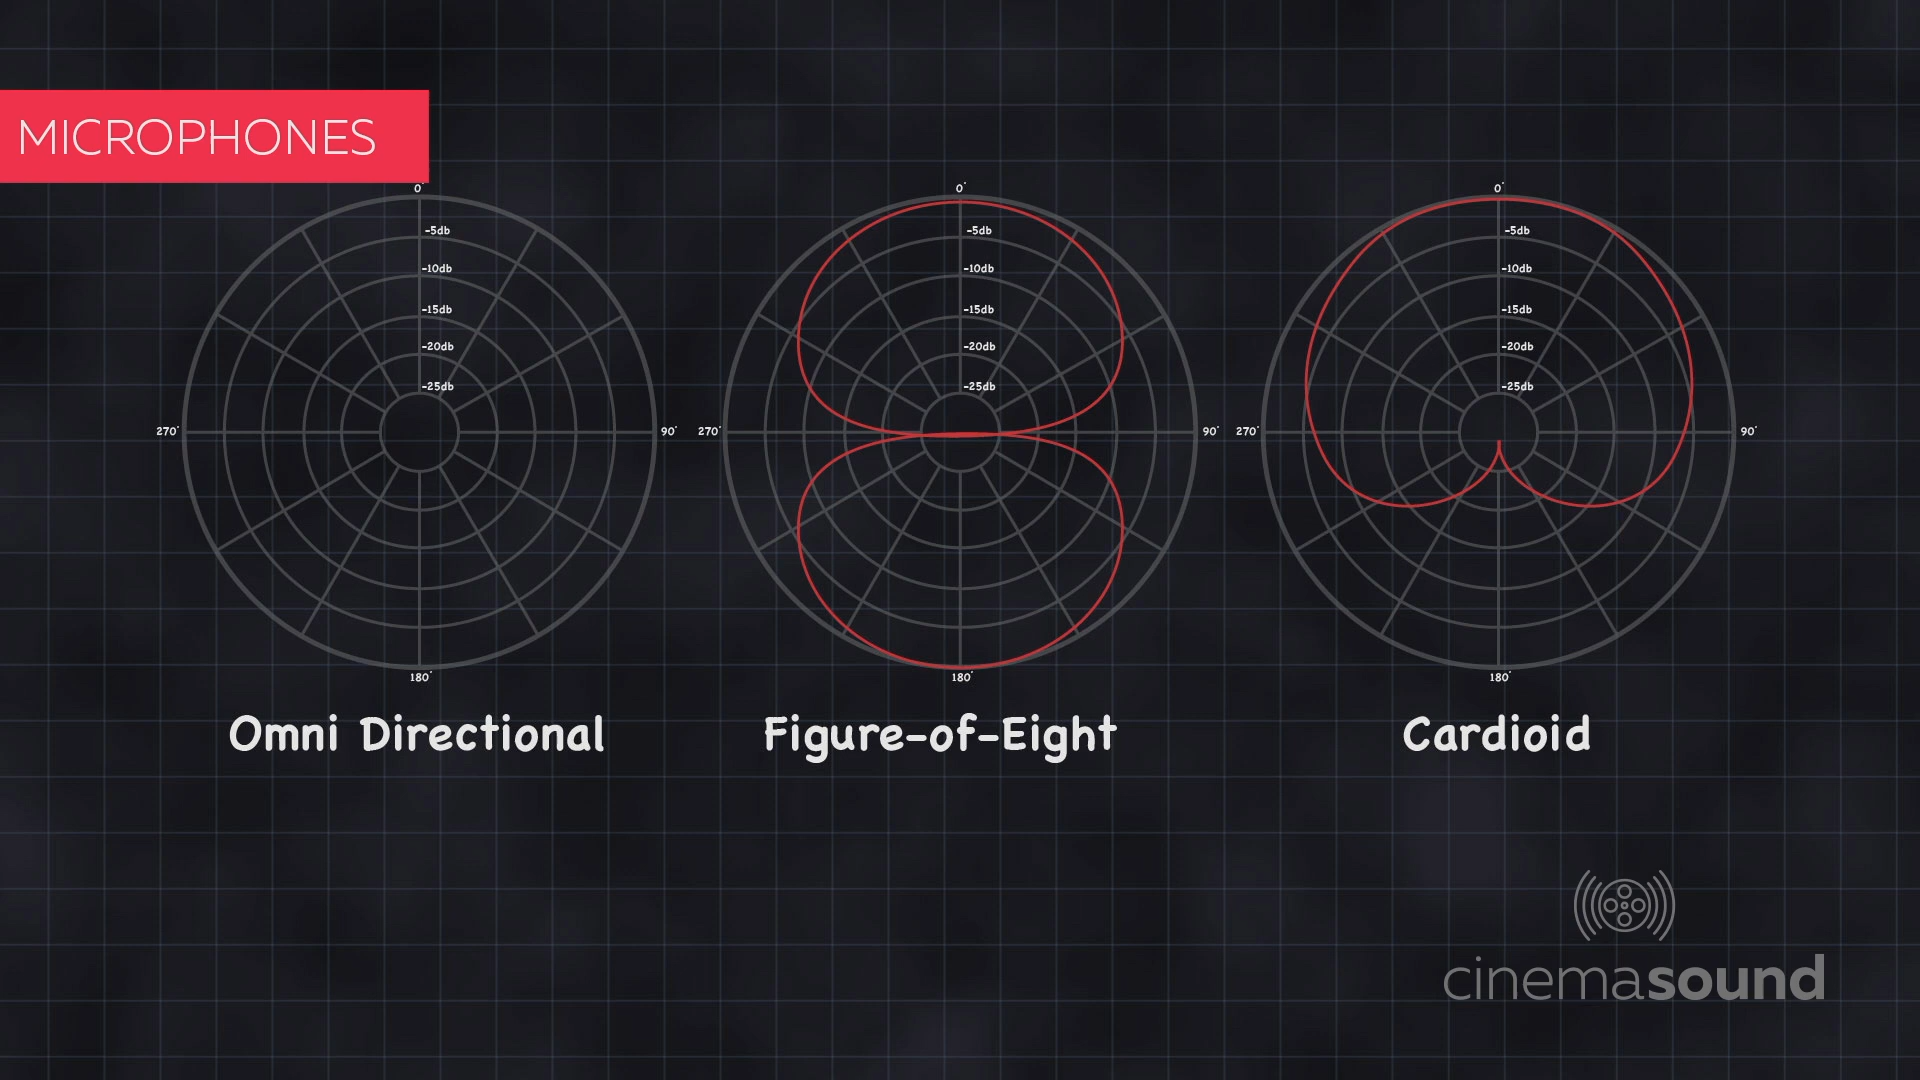 MICROPHONES
0°
-5db
-10db
-15db
-20db
-25db
270°
90°
180°
Omni Directional
0°
-5db
-10db
-15db
-20db
-25db
270°
90°
180°
Figure-of-Eight
0°
-5db
-10db
-15db
-20db
-25db
270°
90°
180°
Cardioid
cinemasound